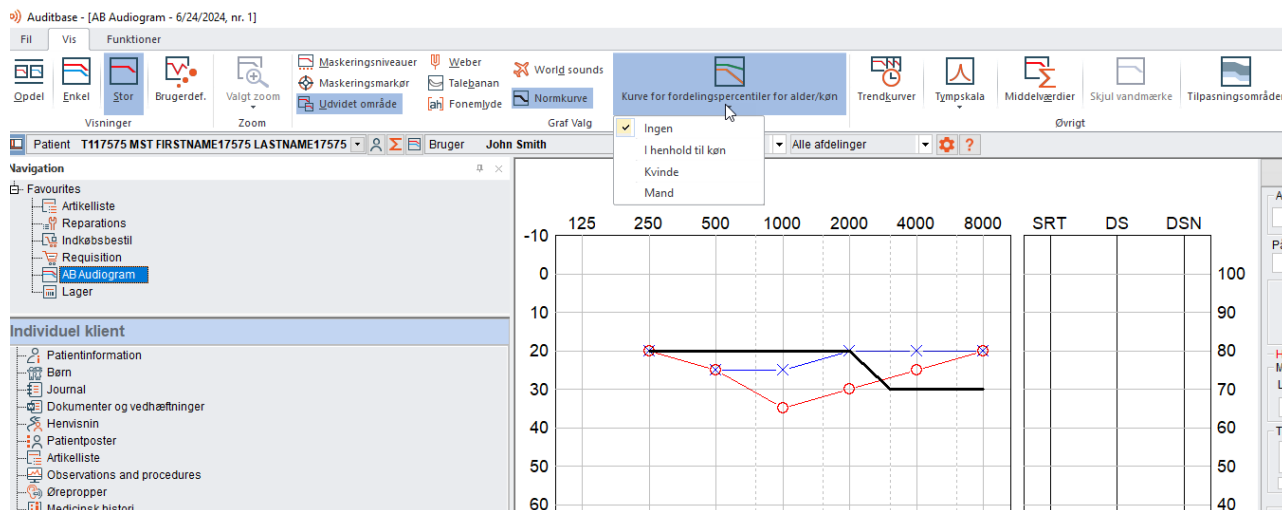 Auditbase - [AB Audiogram - 6/24/2024, nr. 1]
Fil Vis Funktioner
Opdel Enkel Stor Brugerdef.
Visninger
Valgt zoom
Zoom
Maskeringsniveauer
Maskeringsmarkør
Udvidet område
Weber
Talebanan
Fonemlyde
World sounds
Normkurve
Kurve for fordelingspercentiler for alder/køn
Graf Valg
Trendkurver Tympskala Middelværdier Skjul vandmærke Tilpasningsområder
Øvrigt
Ingen
I henhold til køn
Kvinde
Mand
Patient T117575 MST FIRSTNAME17575 LASTNAME17575 Bruger John Smith Alle afdelinger
Navigation
Favourites
Artikelliste
Reparations
Indkøbsbestil
Requisition
AB Audiogram
Lager
Individuel klient
Patientinformation
Børn
Journal
Dokumenter og vedhæftninger
Henvisnin
Patientposter
Artikelliste
Observations and procedures
Ørepropper
Medicinsk histori
125 250 500 1000 2000 4000 8000 SRT DS DSN
-10
0 100
10 90
20 80
30 70
40 60
50 50
60 40